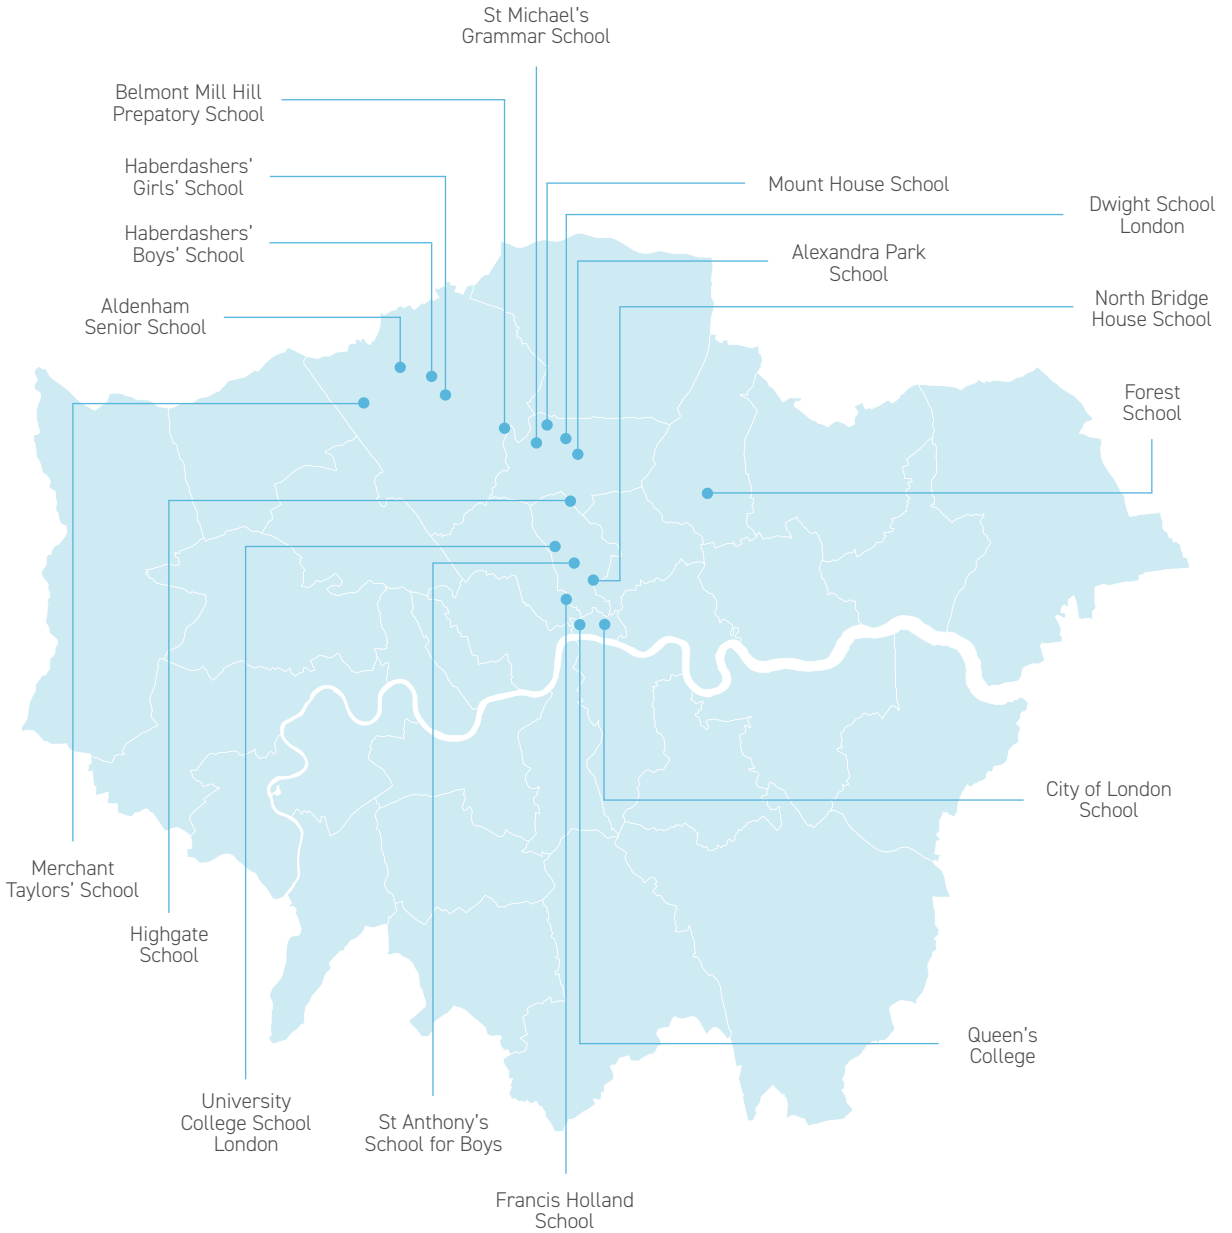 St Michael's
Grammar School
Belmont Mill Hill
Prepatory School
Haberdashers'
Girls' School
Mount House School
Dwight School
London
Haberdashers'
Boys' School
Alexandra Park
School
Aldenham
Senior School
North Bridge
House School
Forest
School
City of London
School
Merchant
Taylors' School
Highgate
School
Queen's
College
University
College School
London
St Anthony's
School for Boys
Francis Holland
School